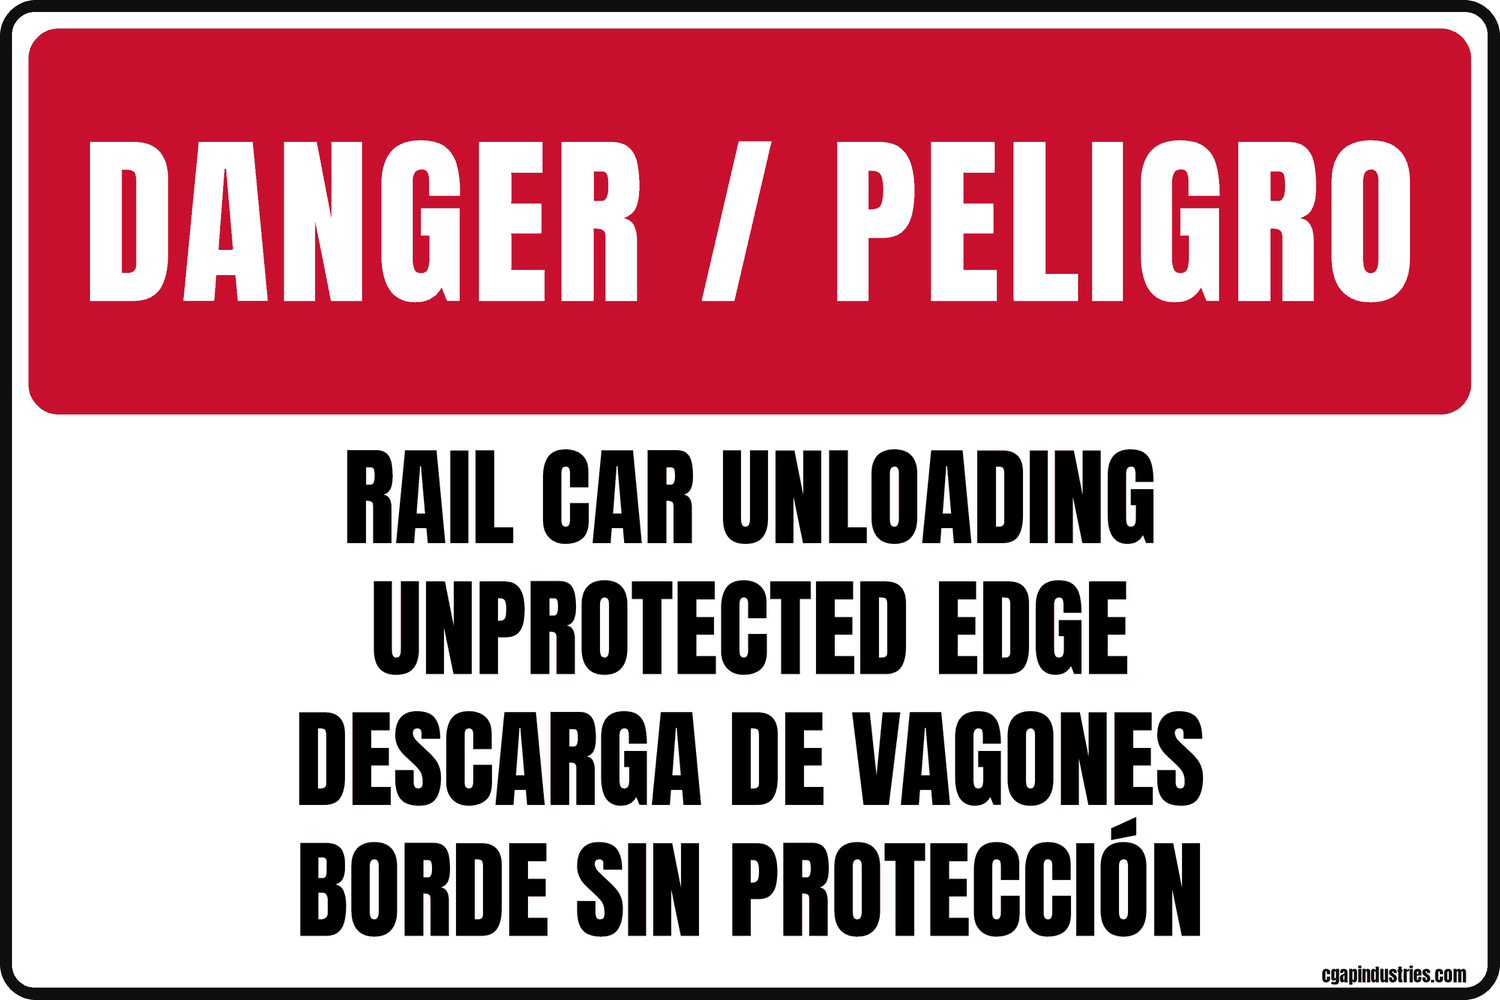 DANGER / PELIGRO
RAIL CAR UNLOADING
UNPROTECTED EDGE
DESCARGA DE VAGONES
BORDE SIN PROTECCIÓN
cgapindustries.com